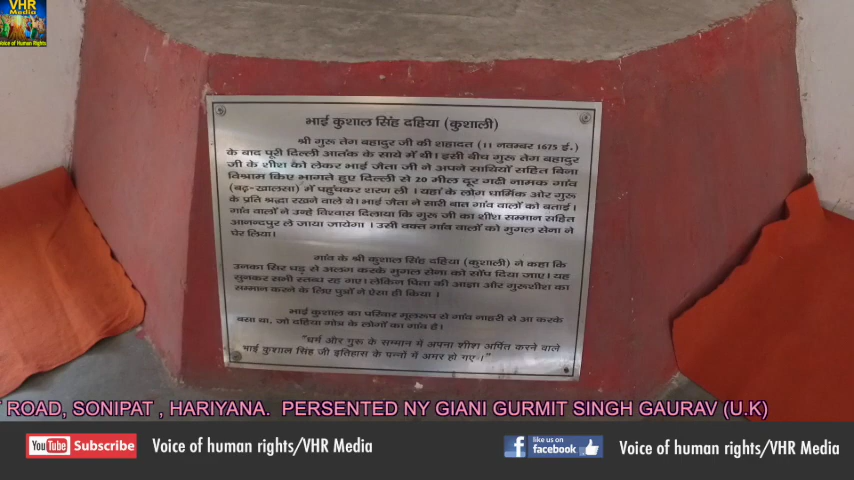 VHR
Media
Voice of Human Rights
भाई कुशाल सिंह दहिया (कुशाली)
श्री गुरू तेग बहादुर जी की शहादत (11 नवम्बर 1675 ई.)
के बाद पूरी दिल्ली आतंक के साये में थी। इसी बीच गुरू तेग बहादुर
जी के शीश को लेकर भाई जैता जी ने अपने साथियों सहित बिना
विश्राम किए भागते हुए दिल्ली से 20 मील दूर गढी नामक गांव
(बढ़-खालसा) में पहुंचकर शरण ली । यहां के लोग धार्मिक ओर गुरू
के प्रति श्रद्धा रखने वाले थे। भाई जैता ने सारी बात गांव वालों को बताई।
गांव वालों ने उन्हे विश्वास दिलाया कि गुरू जी का शीश सम्मान सहित
आनन्दपुर ले जाया जायेगा । उसी वक्त गांव वालों को मुगल सेना ने
घेर लिया।
गांव के श्री कुशाल सिंह दहिया (कुशाली) ने कहा कि
उनका सिर धड़ से अलग करके मुगल सेना को सोंप दिया जाए। यह
सुनकर सभी स्तब्ध रह गए। लेकिन पिता की आज्ञा और गुरूशीश का
सम्मान करने के लिए पुत्रों ने ऐसा ही किया ।
भाई कुशाल का परिवार मूलरूप से गांव नाहरी से आ करके
बसा था, जो दहिया गोत्र के लोगों का गांव है।
"धर्म और गुरू के सम्मान में अपना शीश अर्पित करने वाले
भाई कुशाल सिंह जी इतिहास के पन्नों में अमर हो गए।"
ROAD, SONIPAT , HARIYANA. PERSENTED NY GIANI GURMIT SINGH GAURAV (U.K)
YouTube Subscribe Voice of human rights/VHR Media
like us on
facebook Voice of human rights/VHR Media